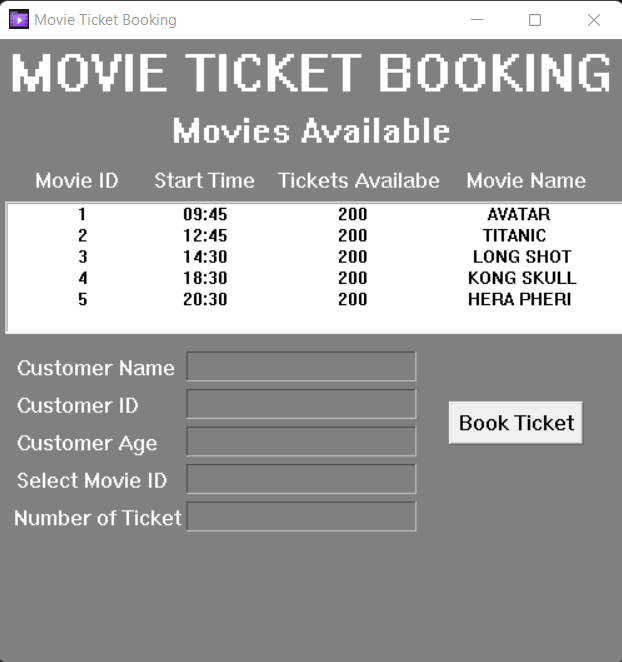 Movie Ticket Booking
MOVIE TICKET BOOKING
Movies Available
Movie ID Start Time Tickets Availabe Movie Name
1 09:45 200 AVATAR
2 12:45 200 TITANIC
3 14:30 200 LONG SHOT
4 18:30 200 KONG SKULL
5 20:30 200 HERA PHERI
Customer Name
Customer ID
Book Ticket
Customer Age
Select Movie ID
Number of Ticket